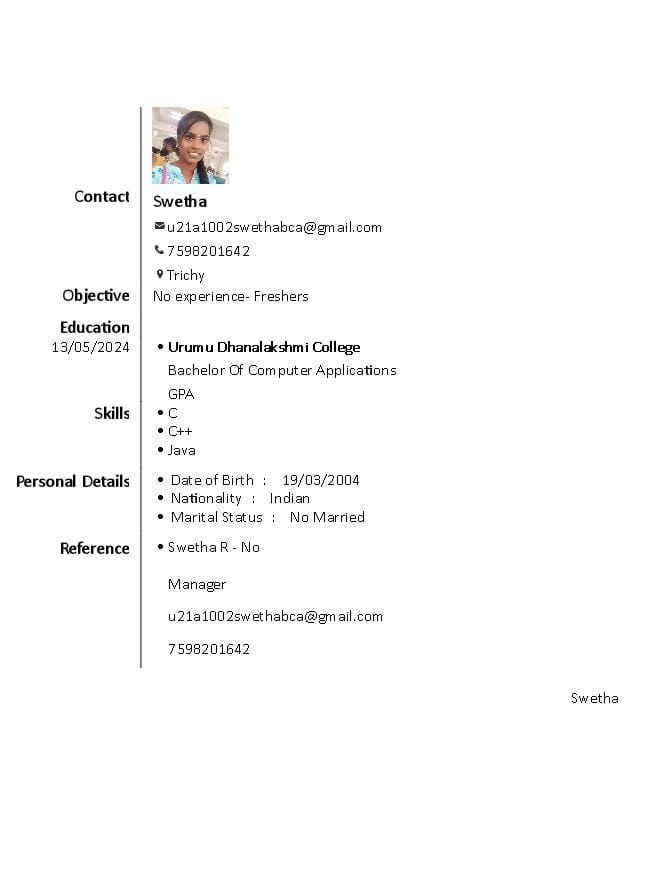 Contact
Swetha
u21a1002swethabca@gmail.com
7598201642
Trichy
Objective
No experience- Freshers
Education
13/05/2024
• Urumu Dhanalakshmi College
Bachelor Of Computer Applications
GPA
Skills
• C
• C++
• Java
Personal Details
• Date of Birth : 19/03/2004
• Nationality : Indian
• Marital Status : No Married
Reference
• Swetha R - No
Manager
u21a1002swethabca@gmail.com
7598201642
Swetha